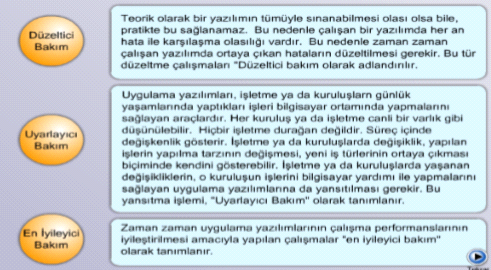 Düzeltici
Bakım
Teorik olarak bir yazılımın tümüyle sınanabilmesi olası olsa bile,
pratikte bu sağlanamaz. Bu nedenle çalışan bir yazılımda her an
hata ile karşılaşma olasılığı vardır. Bu nedenle zaman zaman
çalışan yazılımda ortaya çıkan hataların düzeltilmesi gerekir. Bu tür
düzeltme çalışmaları "Düzeltici bakım olarak adlandırılır.
Uyarlayıcı
Bakım
Uygulama yazılımları, işletme ya da kuruluşların günlük
yaşamlarında yaptıkları işleri bilgisayar ortamında yapmalarını
sağlayan araçlardır. Her kuruluş ya da işletme canlı bir varlık gibi
düşünülebilir. Hiçbir işletme durağan değildir. Süreç içinde
değişkenlik gösterir. İşletme ya da kuruluşlarda değişiklik, yapılan
işlerin yapılma tarzının değişmesi, yeni iş türlerinin ortaya çıkması
biçiminde kendini gösterebilir. İşletme ya da kuruluşlarda yaşanan
değişikliklerin, o kuruluşun işlerini bilgisayar yardımı ile yapmalarını
sağlayan uygulama yazılımlarına da yansıtılması gerekir. Bu
yansıtma işlemi, "Uyarlayıcı Bakım" olarak tanımlanır.
En İyileyici
Bakım
Zaman zaman uygulama yazılımlarının çalışma performanslarının
iyileştirilmesi amacıyla yapılan çalışmalar "en iyileyici bakım"
olarak tanımlanır.